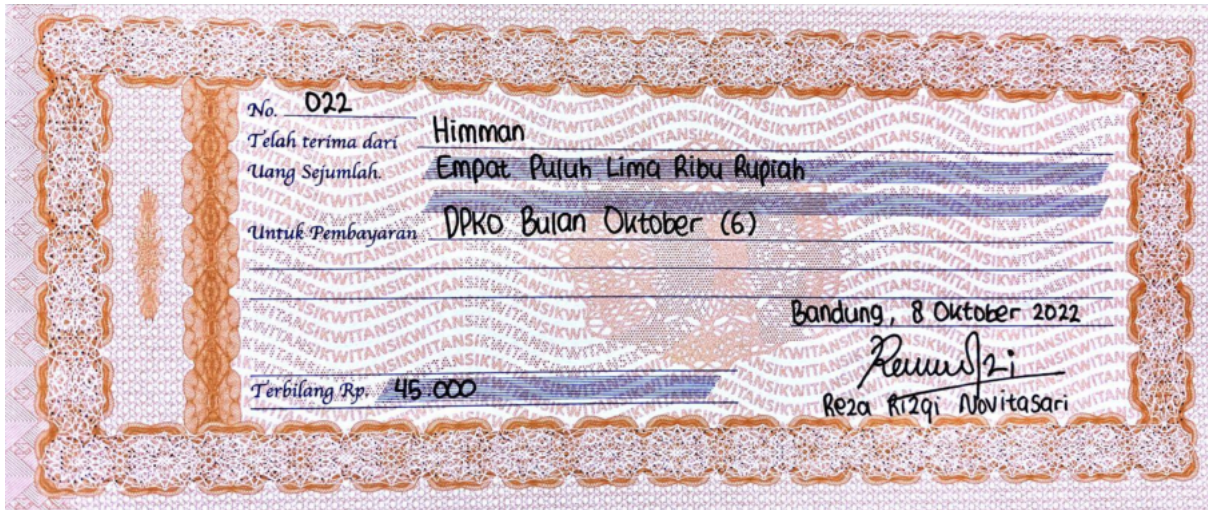 No. 022
Telah terima dari Himman
Uang Sejumlah. Empat Puluh Lima Ribu Rupiah
Untuk Pembayaran DPKO Bulan Oktober (6)
Bandung, 8 Oktober 2022
Terbilang Rp. 45.000
Reza Rizqi Novitasari